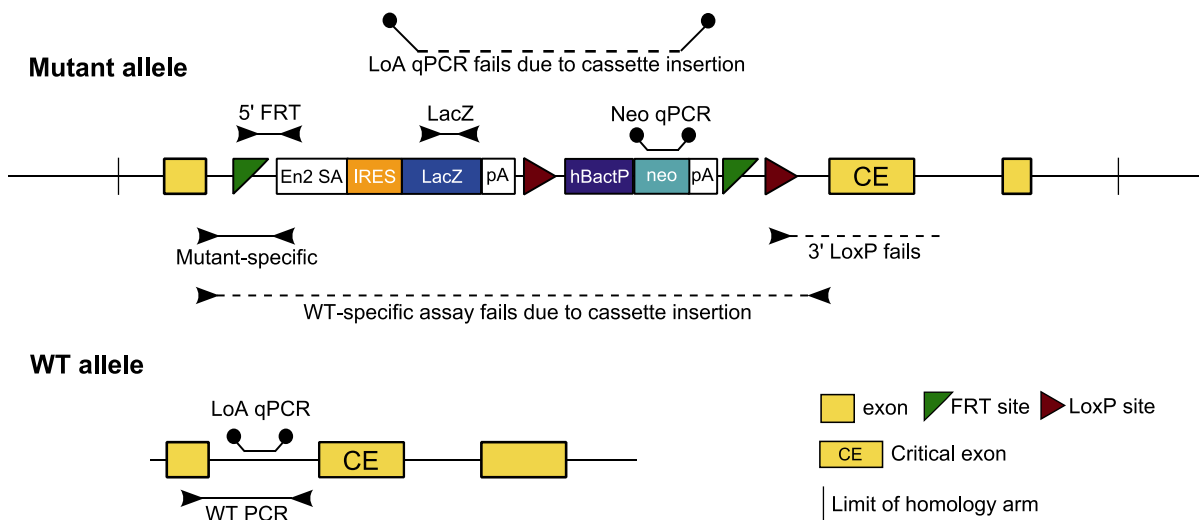 LoA qPCR fails due to cassette insertion
Mutant allele
5' FRT
LacZ
Neo qPCR
En2 SA
IRES
LacZ
pA
hBactP
neo
pA
CE
Mutant-specific
3' LoxP fails
WT-specific assay fails due to cassette insertion
WT allele
LoA qPCR
CE
WT PCR
exon
FRT site
LoxP site
CE
Critical exon
Limit of homology arm